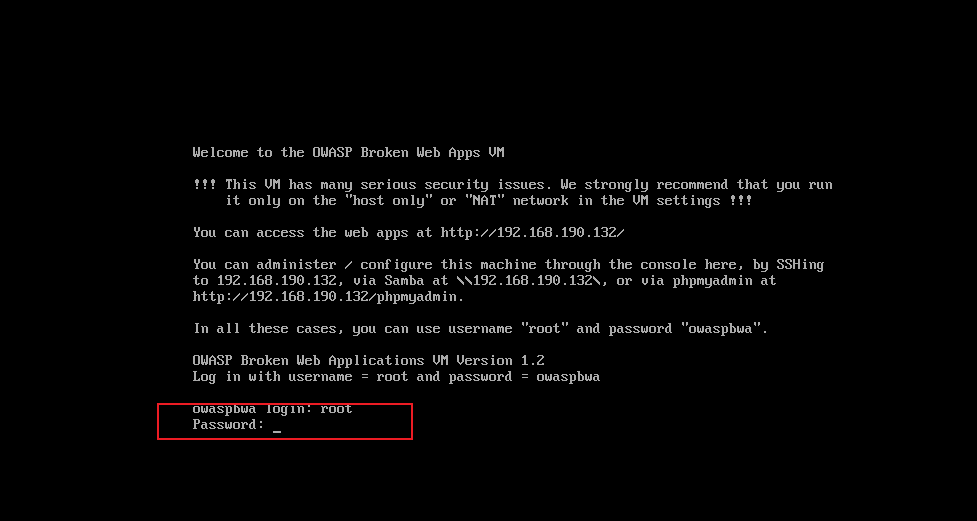 Welcome to the OWASP Broken Web Apps VM
!!! This VM has many serious security issues. We strongly recommend that you run
it only on the "host only" or "NAT" network in the VM settings !!!
You can access the web apps at http://192.168.190.132/
You can administer / configure this machine through the console here, by SSHing
to 192.168.190.132, via Samba at \\192.168.190.132\, or via phpmyadmin at
http://192.168.190.132/phpmyadmin.
In all these cases, you can use username "root" and password "owaspbwa".
OWASP Broken Web Applications VM Version 1.2
Log in with username = root and password = owaspbwa
owaspbwa login: root
Password: _